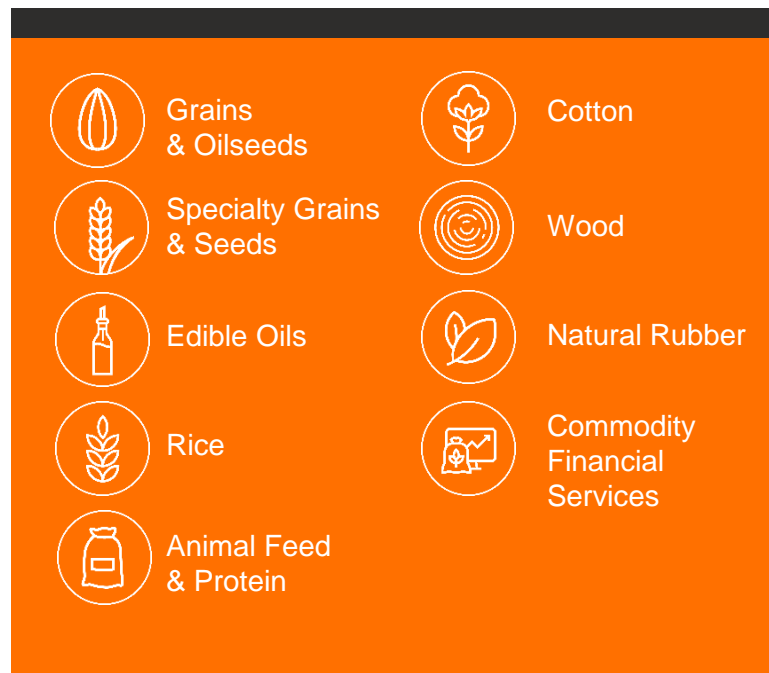 Grains
& Oilseeds
Specialty Grains
& Seeds
Edible Oils
Rice
Animal Feed
& Protein
Cotton
Wood
Natural Rubber
Commodity
Financial
Services